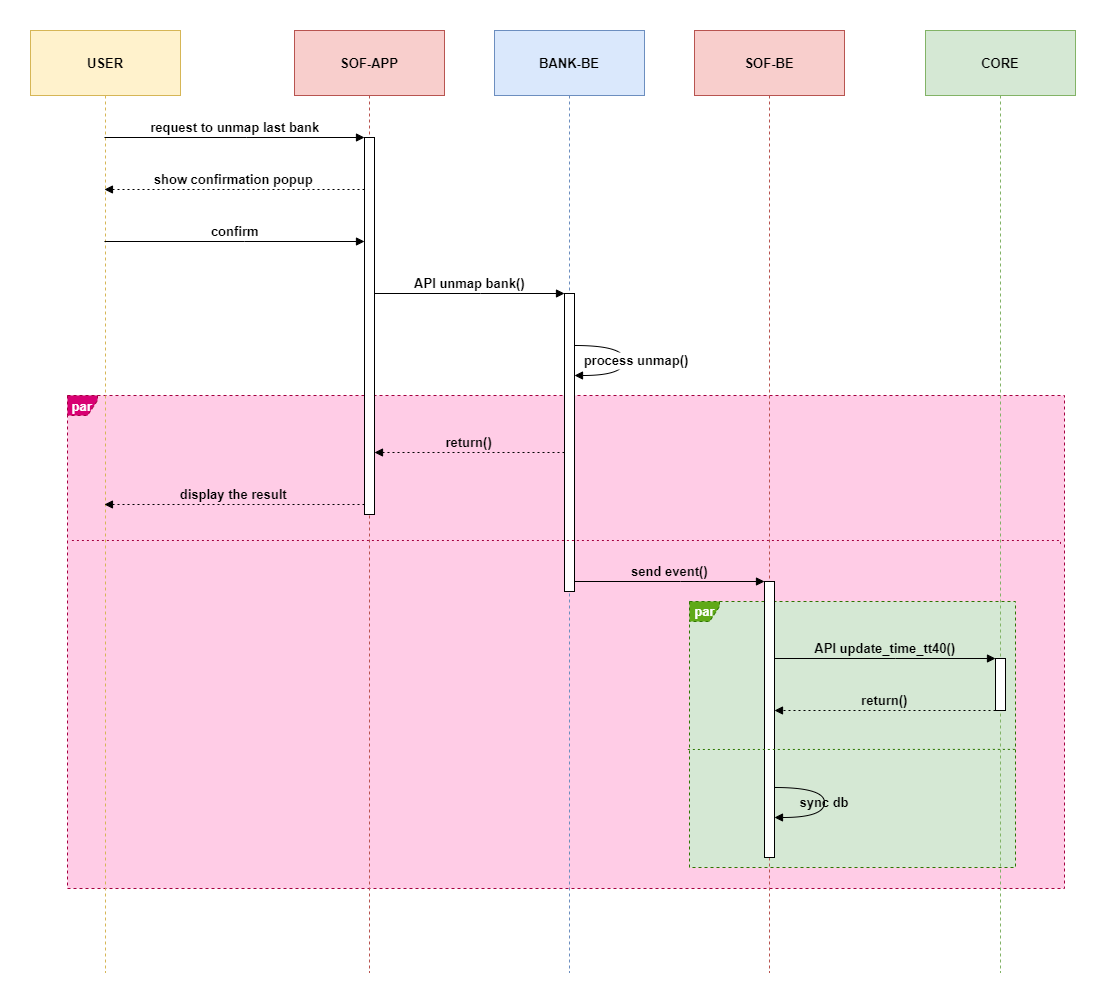 USER
SOF-APP
BANK-BE
SOF-BE
CORE
request to unmap last bank
show confirmation popup
confirm
API unmap bank()
process unmap()
par
return()
display the result
send event()
par
API update_time_tt40()
return()
sync db